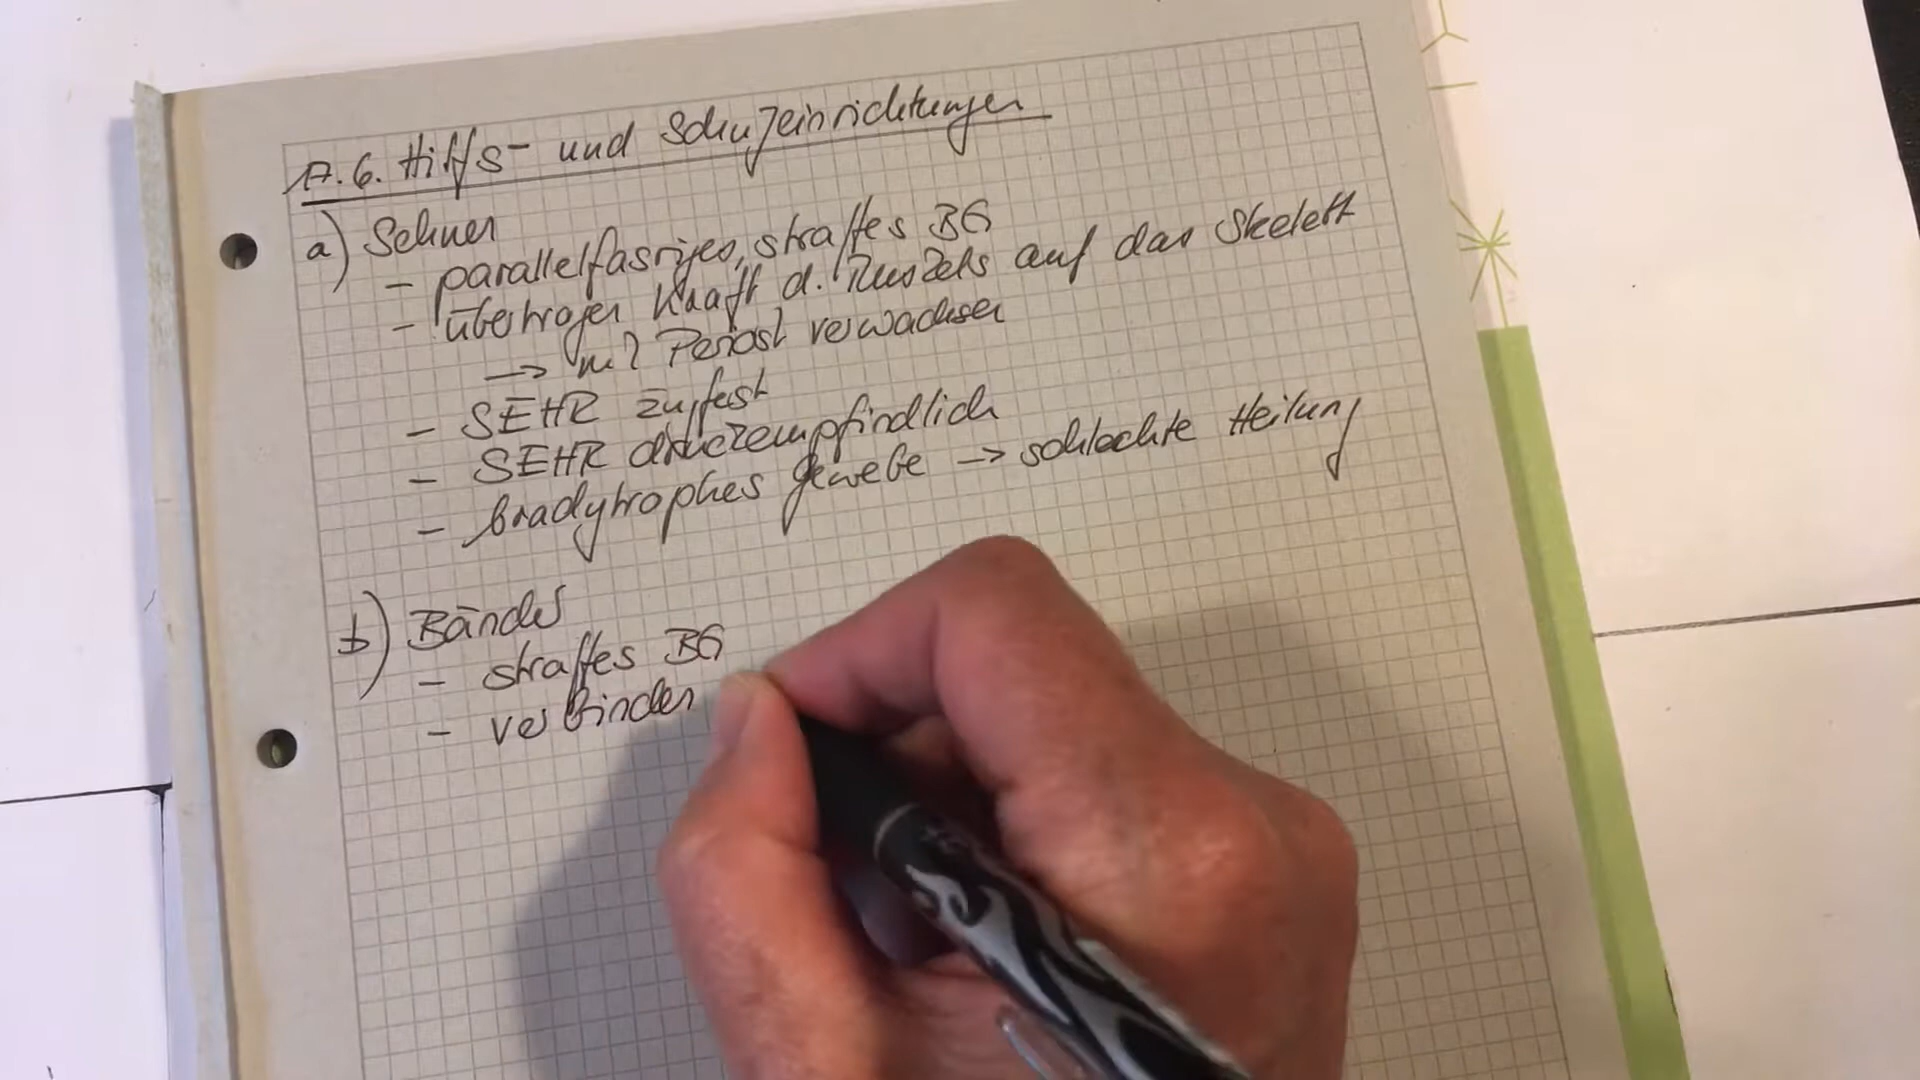 A.6. Hilfs- und Schutzeinrichtungen
a) Sehnen
- parallelfasriges, straffes BG
- übertragen Kraft d. Muskels auf das Skelett
→ m? Periost verwachsen
- SEHR zugfest
- SEHR druckempfindlich
- bradytrophes Gewebe → schlechte Heilung
b) Bänder
- straffes BG
- verbinden